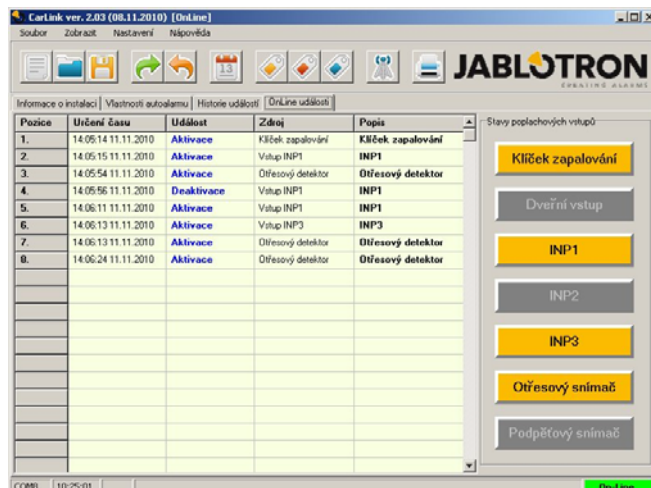 CarLink ver. 2.03 (08.11.2010) [OnLine]
Soubor Zobrazit Nastavení Nápověda
13
JABLOTRON
CREATING ALARMS
Informace o instalaci Vlastnosti autoalarmu Historie událostí OnLine události
Pozice Určení času Událost Zdroj Popis
1. 14:05:14 11.11.2010 Aktivace Klíček zapalování Klíček zapalování
2. 14:05:15 11.11.2010 Aktivace Vstup INP1 INP1
3. 14:05:54 11.11.2010 Aktivace Otřesový detektor Otřesový detektor
4. 14:05:56 11.11.2010 Deaktivace Vstup INP1 INP1
5. 14:06:11 11.11.2010 Aktivace Vstup INP1 INP1
6. 14:06:13 11.11.2010 Aktivace Vstup INP3 INP3
7. 14:06:13 11.11.2010 Aktivace Otřesový detektor Otřesový detektor
8. 14:06:24 11.11.2010 Aktivace Otřesový detektor Otřesový detektor
Stavy poplachových vstupů
Klíček zapalování
Dveřní vstup
INP1
INP2
INP3
Otřesový snímač
Podpěťový snímač
10:25:01 On-Line